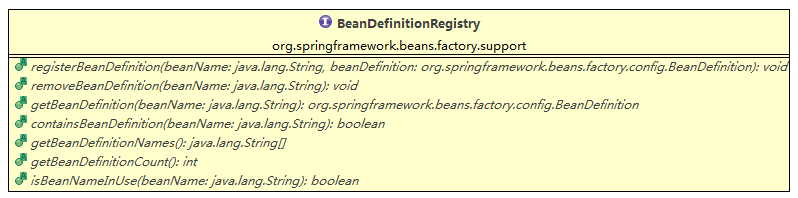 BeanDefinitionRegistry
org.springframework.beans.factory.support
registerBeanDefinition(beanName: java.lang.String, beanDefinition: org.springframework.beans.factory.config.BeanDefinition): void
removeBeanDefinition(beanName: java.lang.String): void
getBeanDefinition(beanName: java.lang.String): org.springframework.beans.factory.config.BeanDefinition
containsBeanDefinition(beanName: java.lang.String): boolean
getBeanDefinitionNames(): java.lang.String[]
getBeanDefinitionCount(): int
isBeanNameInUse(beanName: java.lang.String): boolean